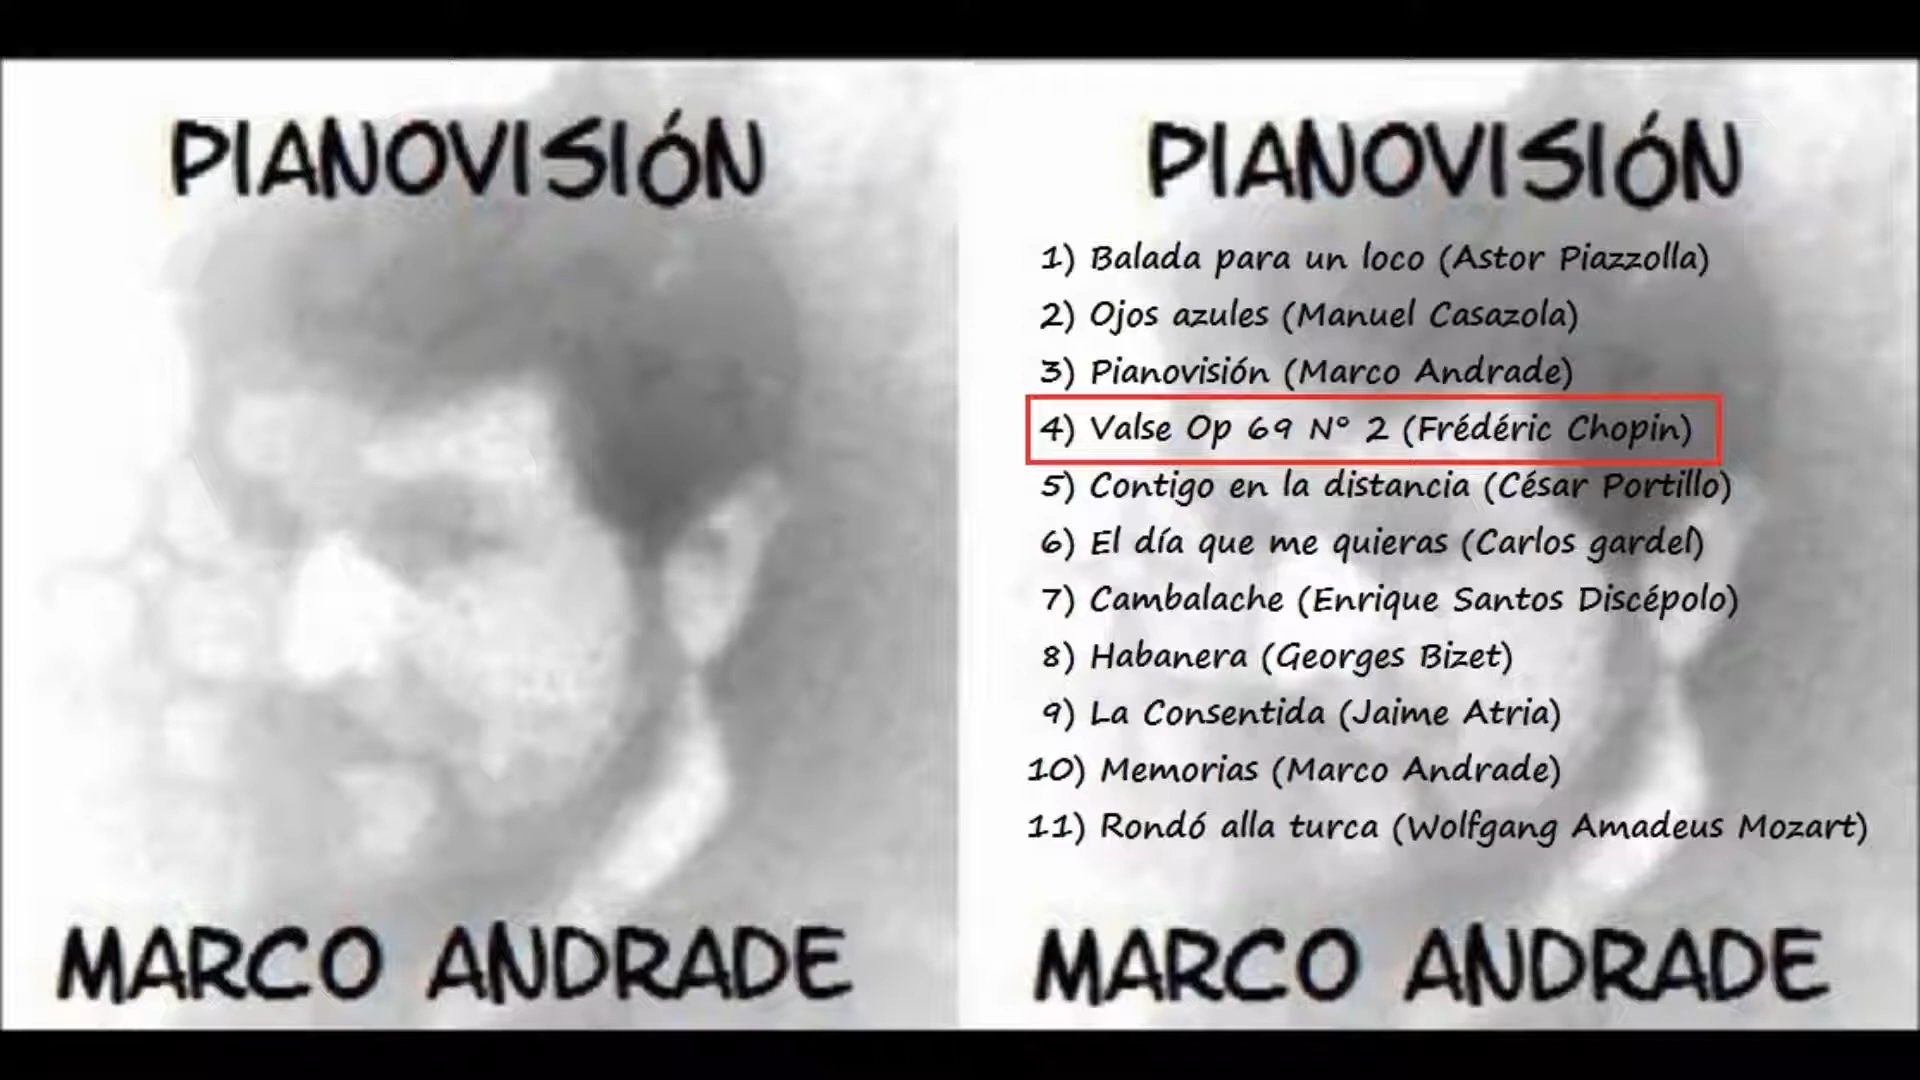 PIANOVISIÓN
MARCO ANDRADE
PIANOVISIÓN
1) Balada para un loco (Astor Piazzolla)
2) Ojos azules (Manuel Casazola)
3) Pianovisión (Marco Andrade)
4) Valse Op 69 N° 2 (Frédéric Chopin)
5) Contigo en la distancia (César Portillo)
6) El día que me quieras (Carlos gardel)
7) Cambalache (Enrique Santos Discépolo)
8) Habanera (Georges Bizet)
9) La Consentida (Jaime Atria)
10) Memorias (Marco Andrade)
11) Rondó alla turca (Wolfgang Amadeus Mozart)
MARCO ANDRADE